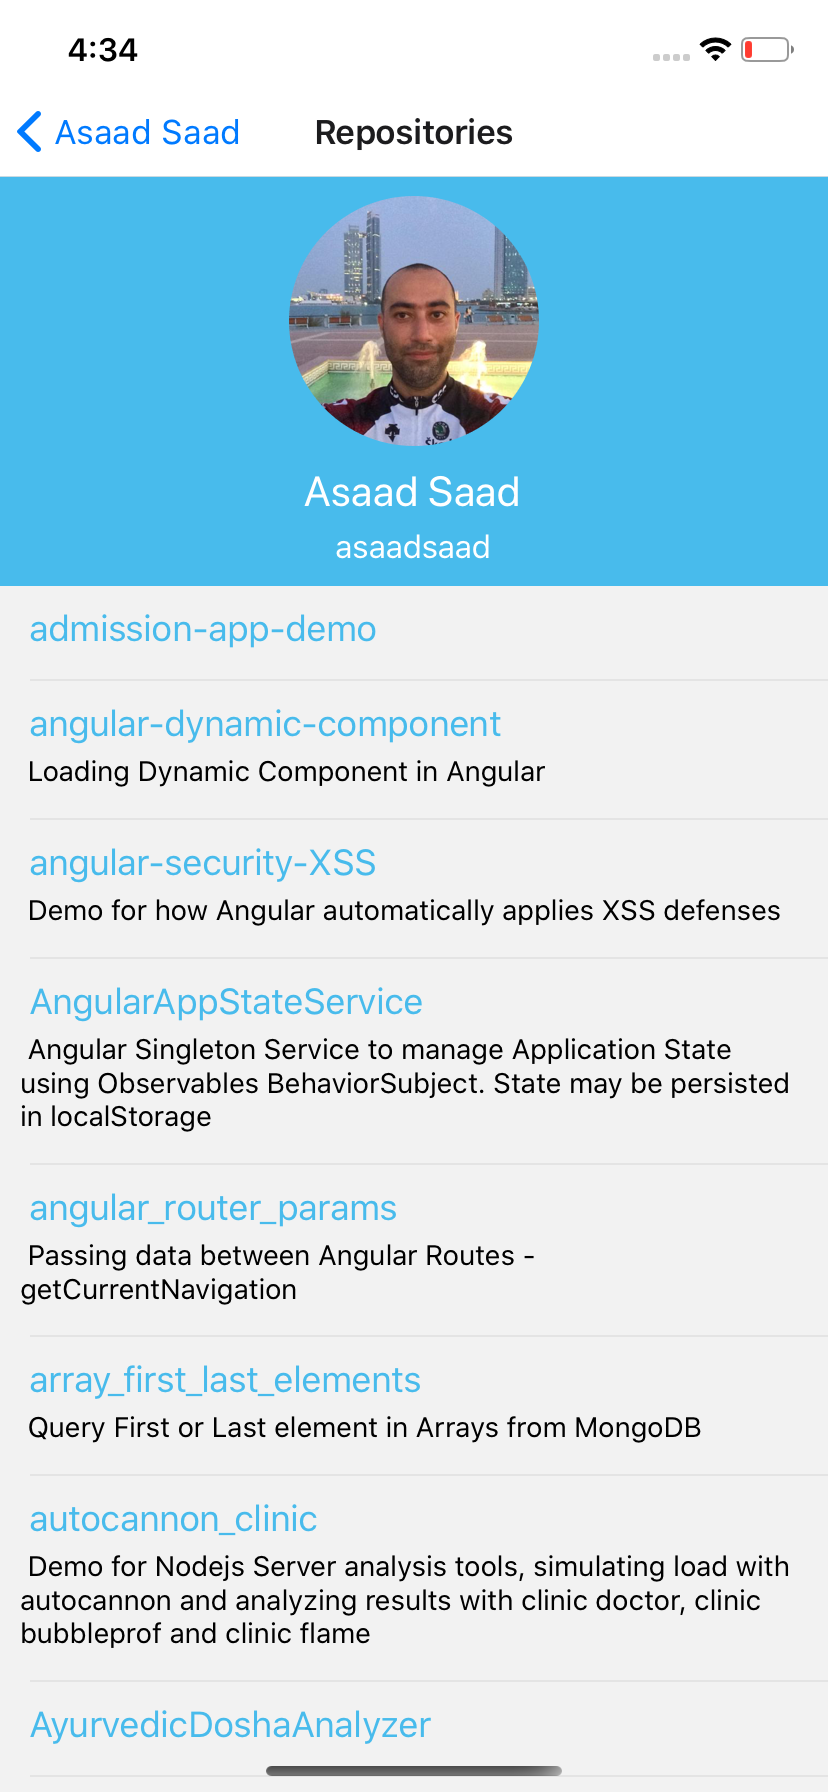 4:34
Asaad Saad
Repositories
Asaad Saad
asaadsaad
admission-app-demo
angular-dynamic-component
Loading Dynamic Component in Angular
angular-security-XSS
Demo for how Angular automatically applies XSS defenses
AngularAppStateService
Angular Singleton Service to manage Application State
using Observables BehaviorSubject. State may be persisted
in localStorage
angular_router_params
Passing data between Angular Routes -
getCurrentNavigation
array_first_last_elements
Query First or Last element in Arrays from MongoDB
autocannon_clinic
Demo for Nodejs Server analysis tools, simulating load with
autocannon and analyzing results with clinic doctor, clinic
bubbleprof and clinic flame
AyurvedicDoshaAnalyzer